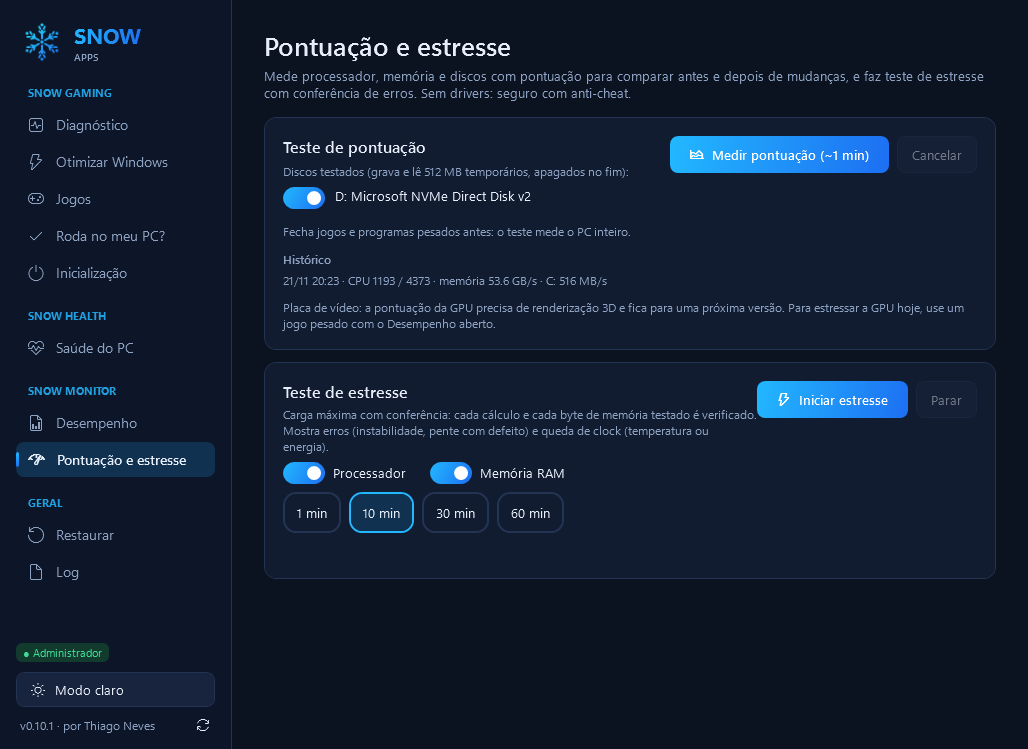 SNOW
APPS
SNOW GAMING
Diagnóstico
Otimizar Windows
Jogos
Roda no meu PC?
Inicialização
SNOW HEALTH
Saúde do PC
SNOW MONITOR
Desempenho
Pontuação e estresse
GERAL
Restaurar
Log
Administrador
Modo claro
v0.10.1 · por Thiago Neves
Pontuação e estresse
Mede processador, memória e discos com pontuação para comparar antes e depois de mudanças, e faz teste de estresse
com conferência de erros. Sem drivers: seguro com anti-cheat.
Teste de pontuação
Medir pontuação (~1 min)
Cancelar
Discos testados (grava e lê 512 MB temporários, apagados no fim):
D: Microsoft NVMe Direct Disk v2
Fecha jogos e programas pesados antes: o teste mede o PC inteiro.
Histórico
21/11 20:23 · CPU 1193 / 4373 · memória 53.6 GB/s · C: 516 MB/s
Placa de vídeo: a pontuação da GPU precisa de renderização 3D e fica para uma próxima versão. Para estressar a GPU hoje, use um
jogo pesado com o Desempenho aberto.
Teste de estresse
Iniciar estresse
Parar
Carga máxima com conferência: cada cálculo e cada byte de memória testado é verificado.
Mostra erros (instabilidade, pente com defeito) e queda de clock (temperatura ou
energia).
Processador
Memória RAM
1 min
10 min
30 min
60 min